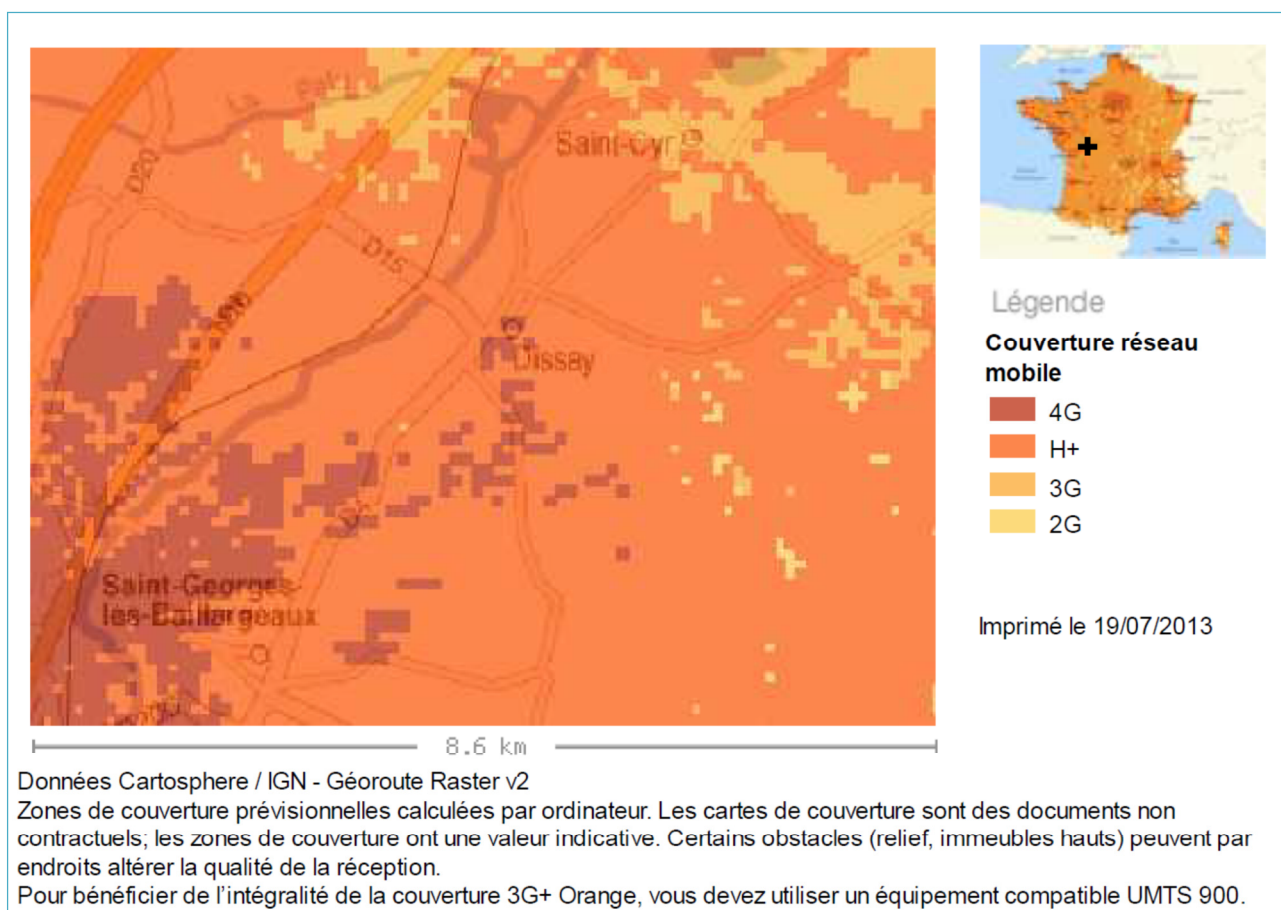 Saint-Cyr
D20
D15
Dissay
Saint-Georges-
les-Baillargeaux
Légende
Couverture réseau
mobile
4G
H+
3G
2G
Imprimé le 19/07/2013
8.6 km
Données Cartosphere / IGN - Géoroute Raster v2
Zones de couverture prévisionnelles calculées par ordinateur. Les cartes de couverture sont des documents non
contractuels; les zones de couverture ont une valeur indicative. Certains obstacles (relief, immeubles hauts) peuvent par
endroits altérer la qualité de la réception.
Pour bénéficier de l'intégralité de la couverture 3G+ Orange, vous devez utiliser un équipement compatible UMTS 900.